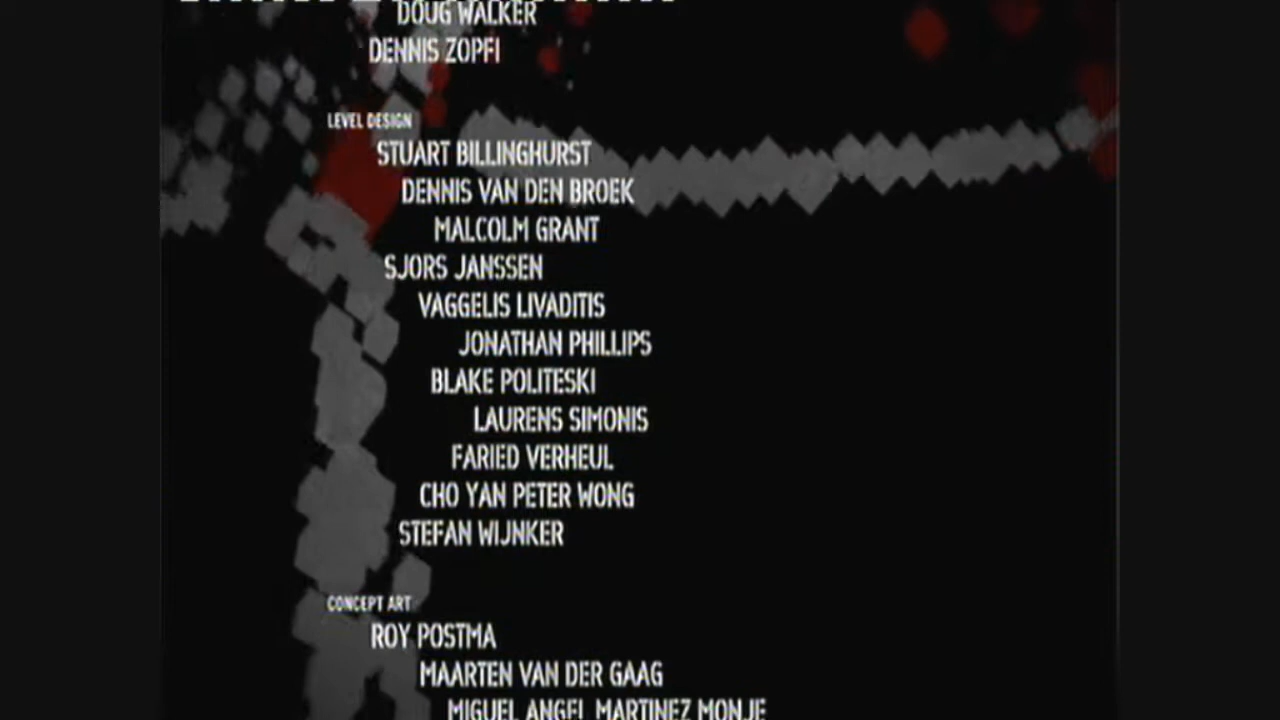 DOUG WALKER
DENNIS ZOPFI
LEVEL DESIGN
STUART BILLINGHURST
DENNIS VAN DEN BROEK
MALCOLM GRANT
SJORS JANSSEN
VAGGELIS LIVADITIS
JONATHAN PHILLIPS
BLAKE POLITESKI
LAURENS SIMONIS
FARIED VERHEUL
CHO YAN PETER WONG
STEFAN WIJNKER
CONCEPT ART
ROY POSTMA
MAARTEN VAN DER GAAG
MIGUEL ANGEL MARTINEZ MONJE